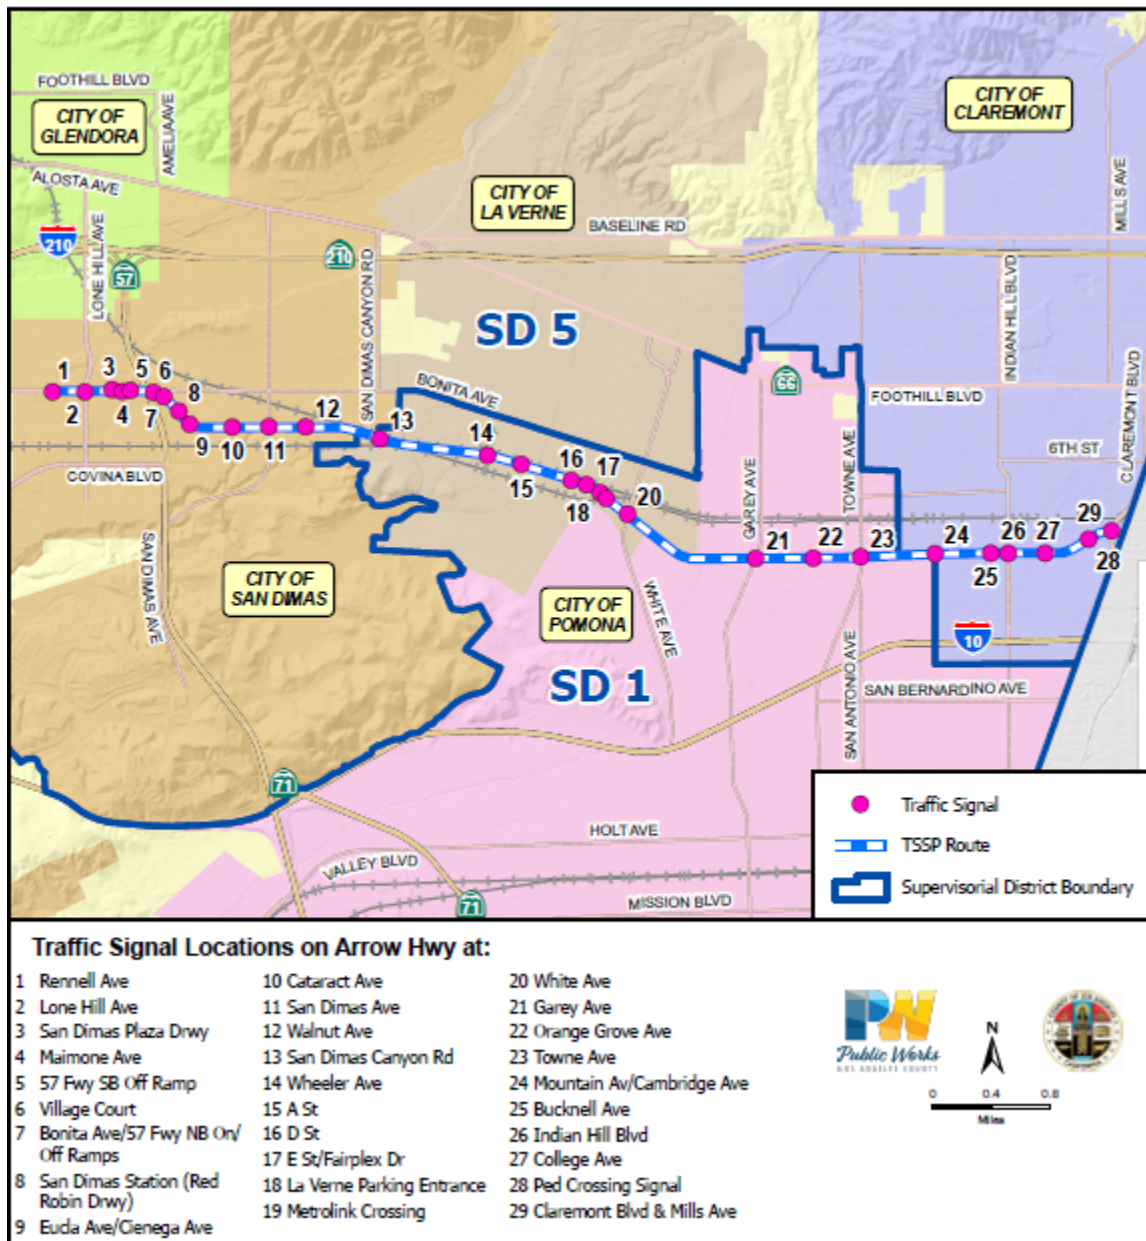 FOOTHILL BLVD
CITY OF
GLENDORA
AMELIA AVE
CITY OF
CLAREMONT
ALOSTA AVE
CITY OF
LA VERNE
MILLS AVE
BASELINE RD
210
LONE HILL AVE
57
210
SAN DIMAS CANYON RD
INDIAN HILL BLVD
SD 5
1
2
3
4
5
6
7
8
9
10
11
12
13
14
15
16
17
18
20
21
22
23
24
25
26
27
28
29
BONITA AVE
66
FOOTHILL BLVD
CLAREMONT BLVD
6TH ST
COVINA BLVD
GAREY AVE
TOWNE AVE
SAN DIMAS AVE
CITY OF
SAN DIMAS
CITY OF
POMONA
WHITE AVE
10
SD 1
SAN ANTONIO AVE
SAN BERNARDINO AVE
71
HOLT AVE
VALLEY BLVD
71
MISSION BLVD
Traffic Signal
TSSP Route
Supervisorial District Boundary
Traffic Signal Locations on Arrow Hwy at:
1 Rennell Ave
2 Lone Hill Ave
3 San Dimas Plaza Drwy
4 Maimone Ave
5 57 Fwy SB Off Ramp
6 Village Court
7 Bonita Ave/57 Fwy NB On/
Off Ramps
8 San Dimas Station (Red
Robin Drwy)
9 Eucla Ave/Cienega Ave
10 Cataract Ave
11 San Dimas Ave
12 Walnut Ave
13 San Dimas Canyon Rd
14 Wheeler Ave
15 A St
16 D St
17 E St/Fairplex Dr
18 La Verne Parking Entrance
19 Metrolink Crossing
20 White Ave
21 Garey Ave
22 Orange Grove Ave
23 Towne Ave
24 Mountain Av/Cambridge Ave
25 Bucknell Ave
26 Indian Hill Blvd
27 College Ave
28 Ped Crossing Signal
29 Claremont Blvd & Mills Ave
PW
Public Works
LOS ANGELES COUNTY
N
0 0.4 0.8
Miles